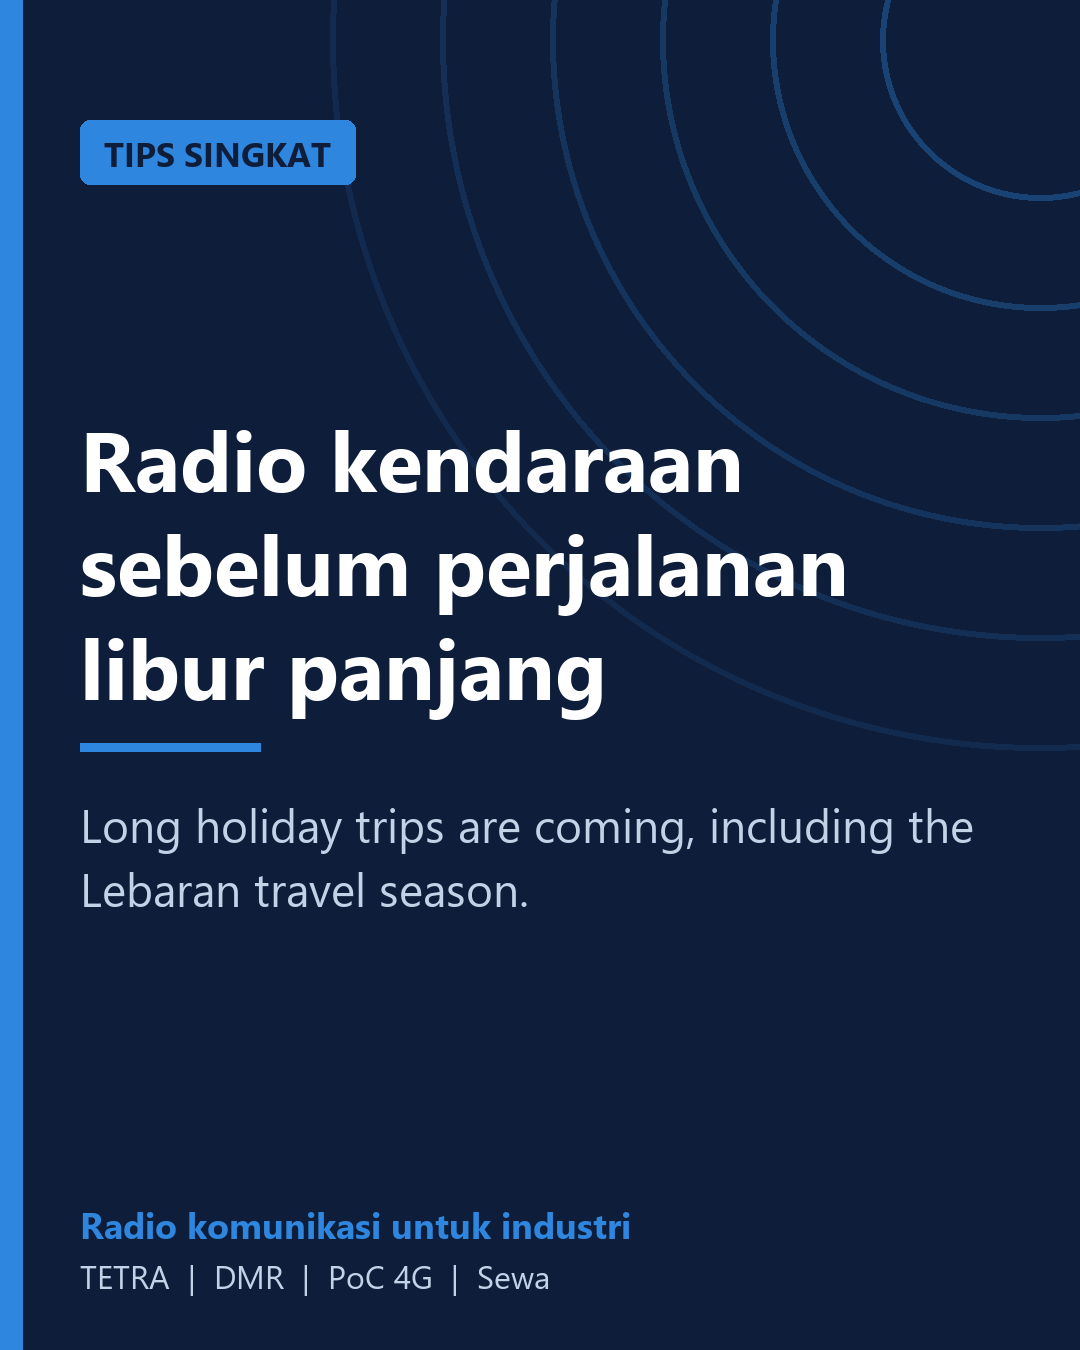 TIPS SINGKAT
Radio kendaraan
sebelum perjalanan
libur panjang
Long holiday trips are coming, including the
Lebaran travel season.
Radio komunikasi untuk industri
TETRA | DMR | PoC 4G | Sewa